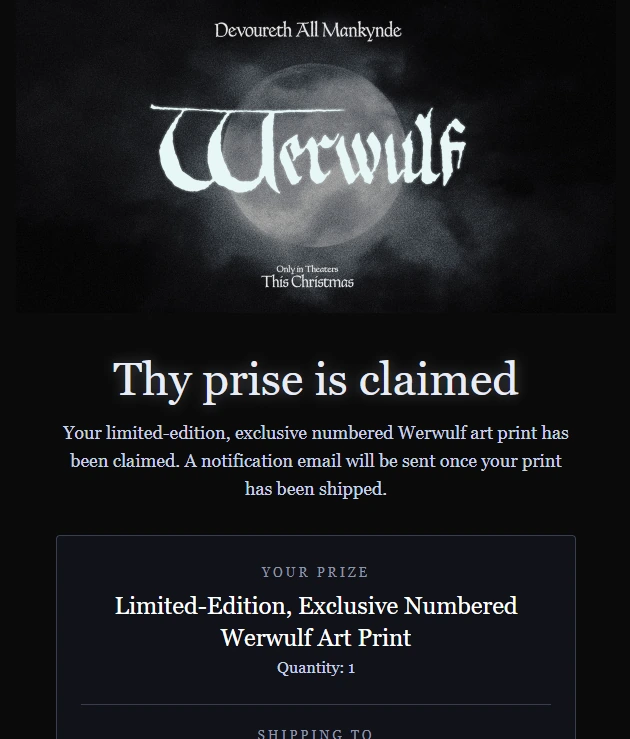 Devoureth All Mankynde
Werwulf
Only in Theaters
This Christmas
Thy prise is claimed
Your limited-edition, exclusive numbered Werwulf art print has
been claimed. A notification email will be sent once your print
has been shipped.
YOUR PRIZE
Limited-Edition, Exclusive Numbered
Werwulf Art Print
Quantity: 1
SHIPPING TO